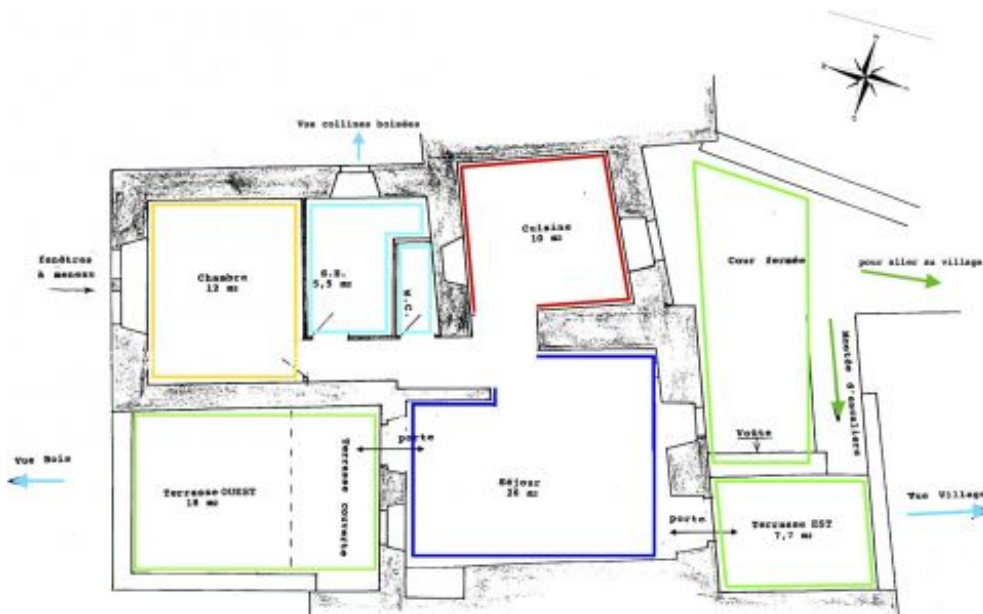 Vue collines boisées
Cuisine
10 m2
fenêtres
à meneau
Chambre
12 m2
S.E.
5,5 m2
W.C.
Cour fermée
pour aller au village
Montée d'escaliers
Voûte
porte
Vue Bois
Terrasse OUEST
18 m2
Terrasse couverte
Séjour
porte
Terrasse EST
7,7 m2
Vue Village